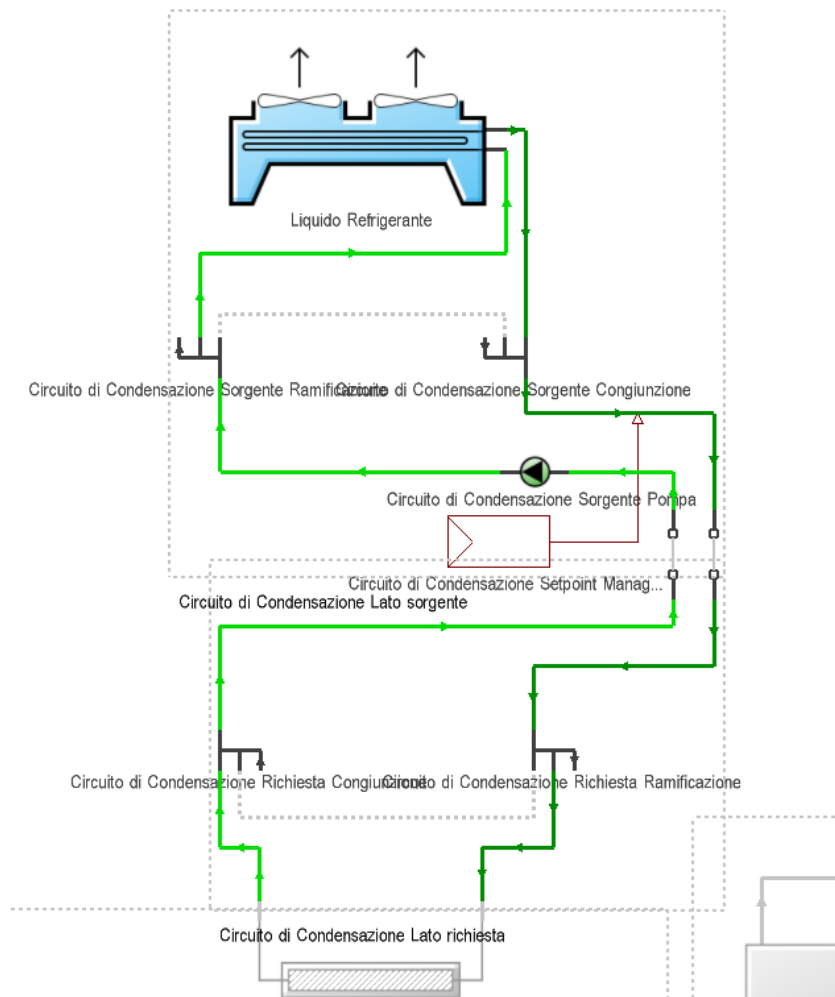 Liquido Refrigerante
Circuito di Condensazione Sorgente Ramificazione
Circuito di Condensazione Sorgente Congiunzione
Circuito di Condensazione Sorgente Pompa
Circuito di Condensazione Setpoint Manag...
Circuito di Condensazione Lato sorgente
Circuito di Condensazione Richiesta Congiunzione
Circuito di Condensazione Richiesta Ramificazione
Circuito di Condensazione Lato richiesta